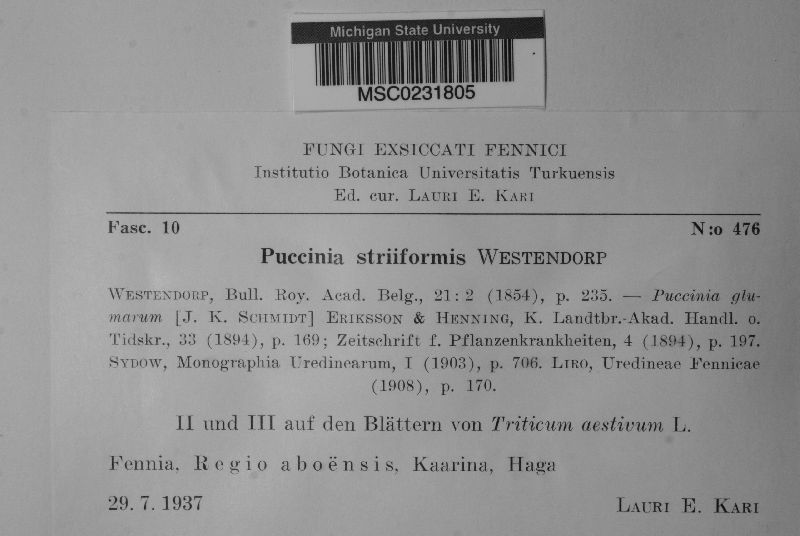 Michigan State University
MSC0231805
FUNGI EXSICCATI FENNICI
Institutio Botanica Universitatis Turkuensis
Ed. cur. LAURI E. KARI
Fasc. 10 N:o 476
Puccinia striiformis WESTENDORP
WESTENDORP, Bull. Roy. Acad. Belg., 21: 2 (1854), p. 235. — Puccinia glu-
marum [J. K. SCHMIDT] ERIKSSON & HENNING, K. Landtbr.-Akad. Handl. o.
Tidskr., 33 (1894), p. 169; Zeitschrift f. Pflanzenkrankheiten, 4 (1894), p. 197.
SYDOW, Monographia Uredinearum, I (1903), p. 706. LIRO, Uredineae Fennicae
(1908), p. 170.
II und III auf den Blättern von Triticum aestivum L.
Fennia, Regio aboënsis, Kaarina, Haga
29. 7. 1937 LAURI E. KARI